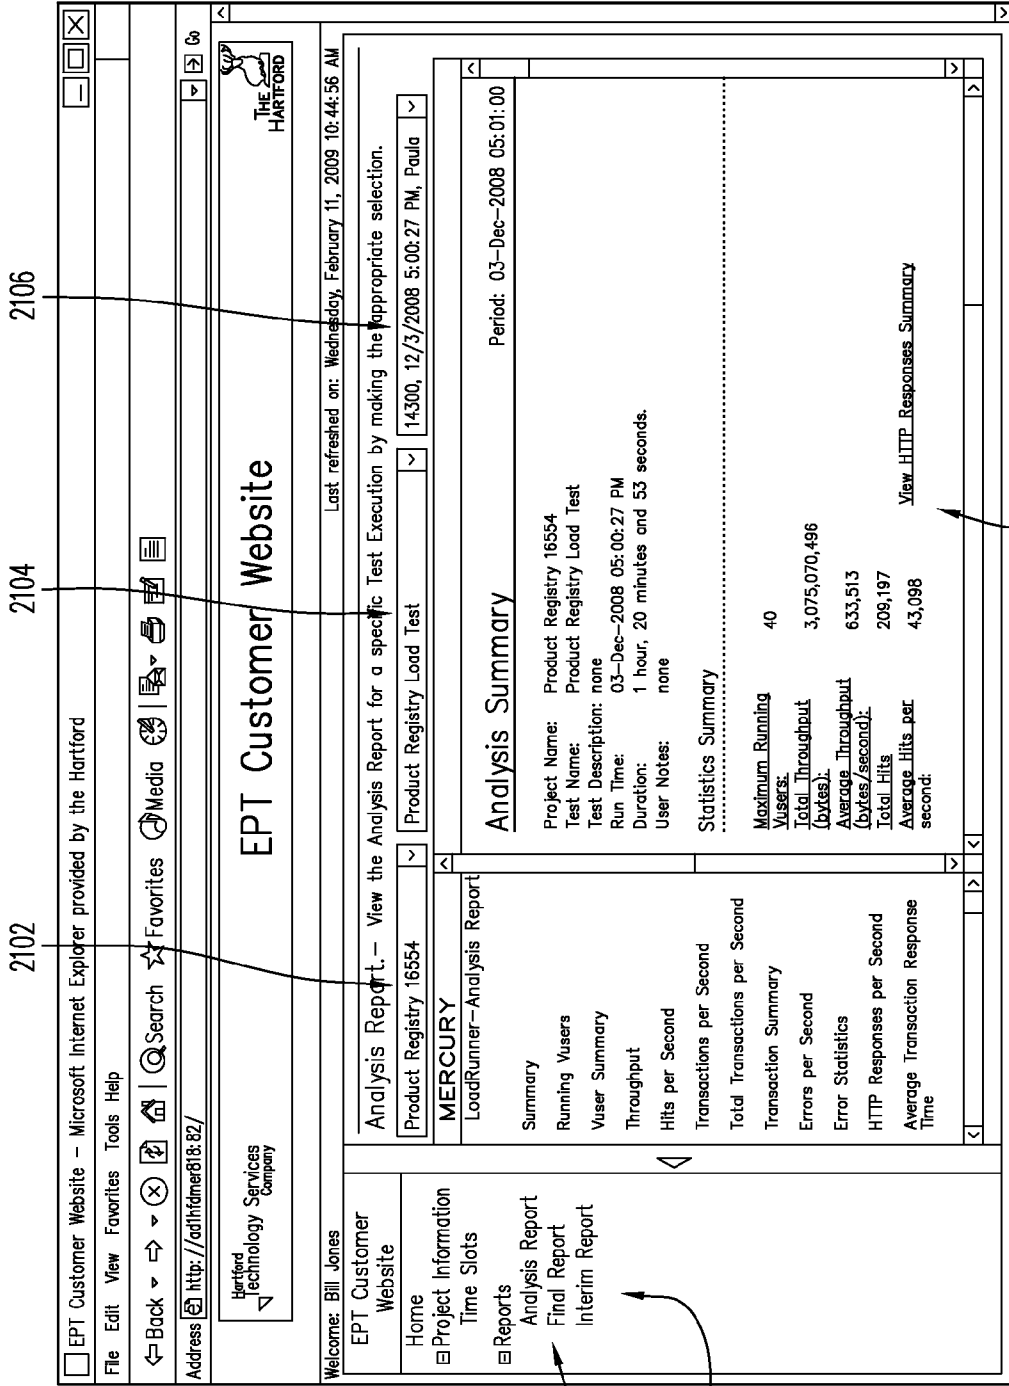 2102
2104
2106
EPT Customer Website – Microsoft Internet Explorer provided by the Hartford
File Edit View Favorites Tools Help
Back Search Favorites Media
Address http://ad1hfdmer818:82/ Go
Hartford
Technology Services
Company
EPT Customer Website
THE
HARTFORD
Welcome: Bill Jones
Last refreshed on: Wednesday, February 11, 2009 10:44:56 AM
EPT Customer
Website
Home
Project Information
Time Slots
Reports
Analysis Report
Final Report
Interim Report
Analysis Report.– View the Analysis Report for a specific Test Execution by making the appropriate selection.
Product Registry 16554
Product Registry Load Test
14300, 12/3/2008 5:00:27 PM, Paula
MERCURY
LoadRunner–Analysis Report
Summary
Running Vusers
Vuser Summary
Throughput
Hits per Second
Transactions per Second
Total Transactions per Second
Transaction Summary
Errors per Second
Error Statistics
HTTP Responses per Second
Average Transaction Response
Time
Analysis Summary
Period: 03–Dec–2008 05:01:00
Project Name: Product Registry 16554
Test Name: Product Registry Load Test
Test Description: none
Run Time: 03–Dec–2008 05:00:27 PM
Duration: 1 hour, 20 minutes and 53 seconds.
User Notes: none
Statistics Summary
Maximum Running
Vusers: 40
Total Throughput
(bytes): 3,075,070,496
Average Throughput
(bytes/second): 633,513
Total Hits 209,197
Average Hits per
second: 43,098
View HTTP Responses Summary